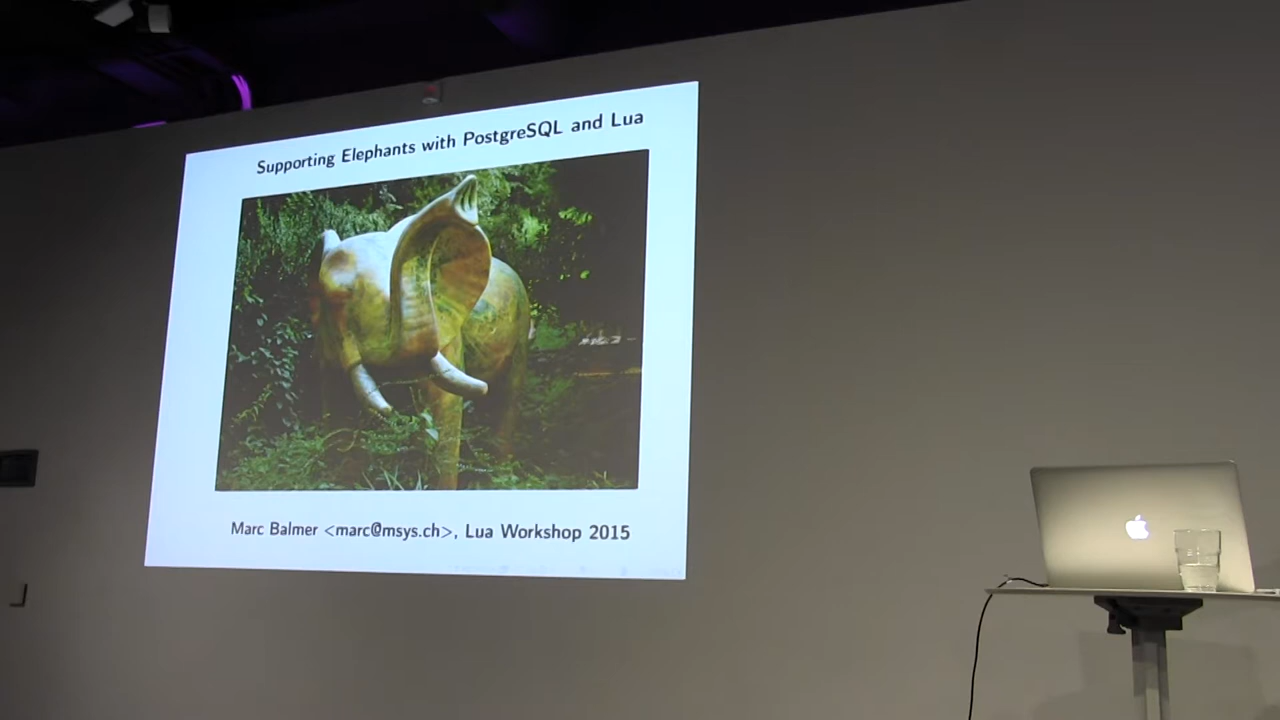 Supporting Elephants with PostgreSQL and Lua
Marc Balmer <marc@msys.ch>, Lua Workshop 2015